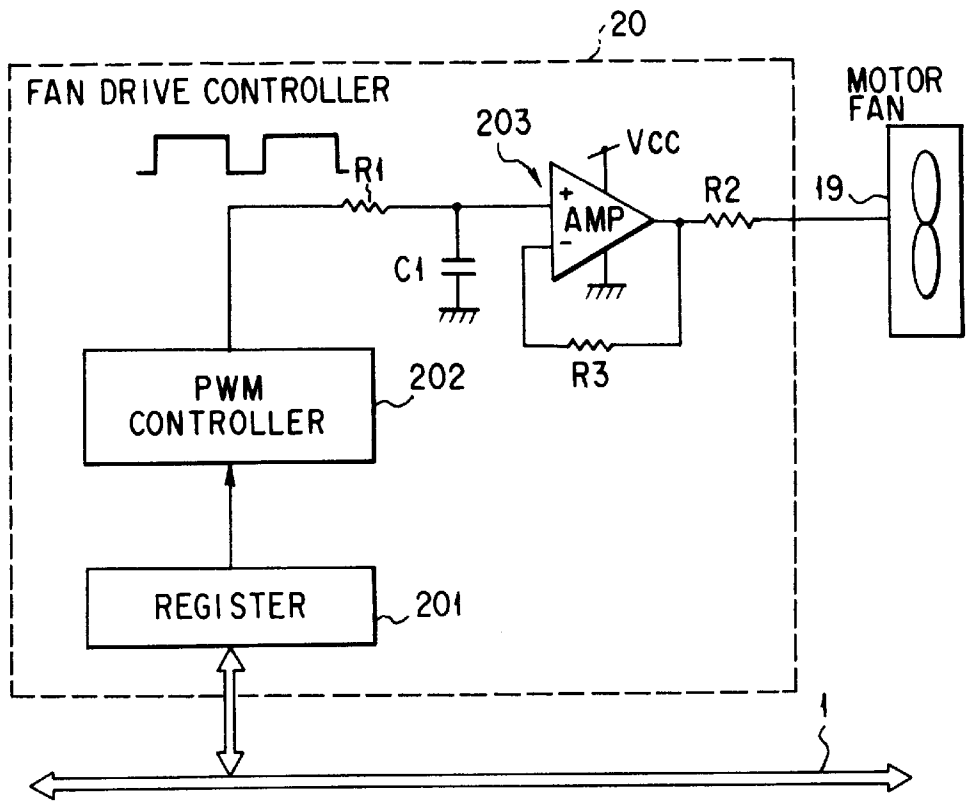 20
FAN DRIVE CONTROLLER
MOTOR
FAN
203
VCC
R1
+
AMP
-
R2
19
C1
R3
PWM
CONTROLLER
202
REGISTER
201
1